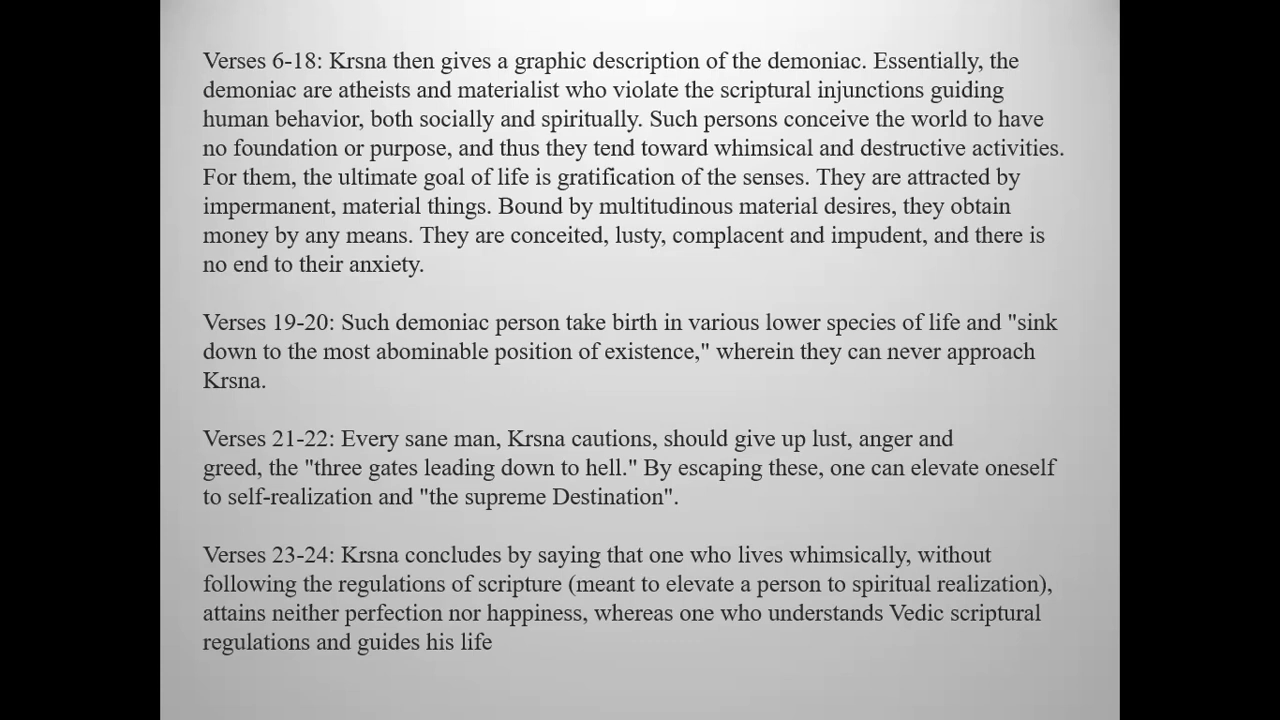 Verses 6-18: Krsna then gives a graphic description of the demoniac. Essentially, the
demoniac are atheists and materialist who violate the scriptural injunctions guiding
human behavior, both socially and spiritually. Such persons conceive the world to have
no foundation or purpose, and thus they tend toward whimsical and destructive activities.
For them, the ultimate goal of life is gratification of the senses. They are attracted by
impermanent, material things. Bound by multitudinous material desires, they obtain
money by any means. They are conceited, lusty, complacent and impudent, and there is
no end to their anxiety.
Verses 19-20: Such demoniac person take birth in various lower species of life and "sink
down to the most abominable position of existence," wherein they can never approach
Krsna.
Verses 21-22: Every sane man, Krsna cautions, should give up lust, anger and
greed, the "three gates leading down to hell." By escaping these, one can elevate oneself
to self-realization and "the supreme Destination".
Verses 23-24: Krsna concludes by saying that one who lives whimsically, without
following the regulations of scripture (meant to elevate a person to spiritual realization),
attains neither perfection nor happiness, whereas one who understands Vedic scriptural
regulations and guides his life